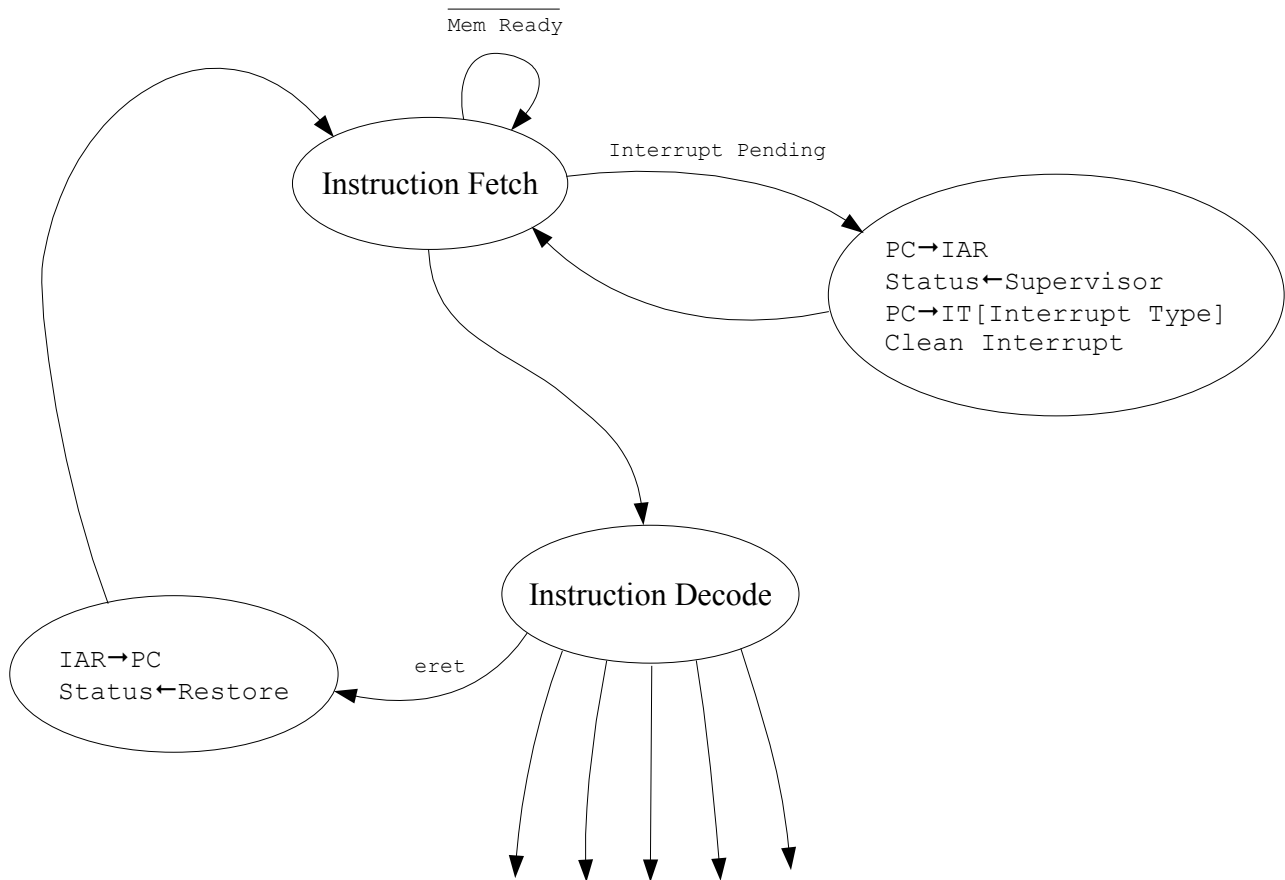 Mem Ready
Interrupt Pending
Instruction Fetch
PC→IAR
Status←Supervisor
PC→IT[Interrupt Type]
Clean Interrupt
Instruction Decode
eret
IAR→PC
Status←Restore